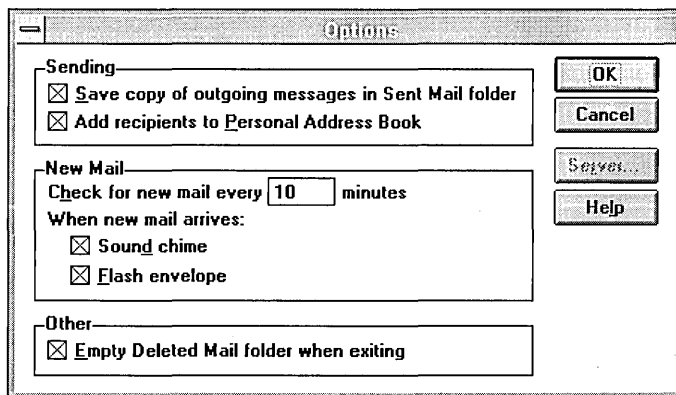 Options
Sending
Save copy of outgoing messages in Sent Mail folder
Add recipients to Personal Address Book
New Mail
Check for new mail every 10 minutes
When new mail arrives:
Sound chime
Flash envelope
Other
Empty Deleted Mail folder when exiting
OK
Cancel
Server...
Help